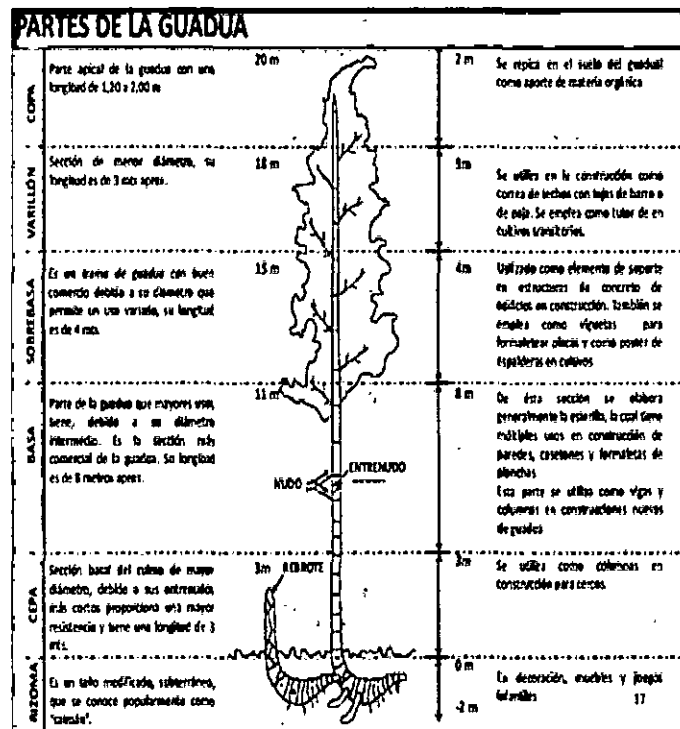 PARTES DE LA GUADUA
COPA
Parte apical de la guadua con una
longitud de 1,20 a 2,00 m
20 m
2 m
Se repica en el suelo del guadual
como aporte de materia orgánica
VARILLÓN
Sección de menor diámetro, su
longitud es de 3 mts aprox.
18 m
Se utiliza en la construcción como
correa de techos con tejas de barro o
de paja. Se emplea como tutor de en
cultivos transitorios.
SOBREBASA
Es un tramo de guadua con buen
comercio debido a su diámetro que
permite un uso variado, su longitud
es de 4 mts.
15 m
4m
Utilizado como elemento de soporte
en estructuras de concreto de
edificios en construcción. También se
emplea como viguetas para
formaletear placas y como postes de
espalderas en cultivos
BASA
Parte de la guadua que mayores usos
tiene, debido a su diámetro
intermedio. Es la sección más
comercial de la guadua. Su longitud
es de 8 metros aprox.
11 m
NUDO
ENTRENUDO
8 m
De ésta sección se elabora
generalmente la esterilla, la cual tiene
múltiples usos en construcción de
paredes, casetones y formaletas de
planchas
Esta parte se utiliza como vigas y
columnas en construcciones nuevas
de guadua
CEPA
Sección basal del culmo de mayor
diámetro, debido a sus entrenudos
más cortos proporciona una mayor
resistencia y tiene una longitud de 3
mts.
3m
REBROTE
3m
Se utiliza como columnas en
construcción para cercos.
RIZOMA
Es un tallo modificado, subterráneo,
que se conoce popularmente como
"caimán".
0 m
-2 m
En decoración, muebles y juegos
infantiles
17